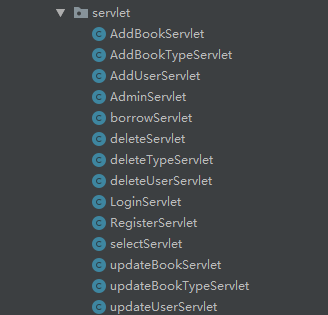 servlet
AddBookServlet
AddBookTypeServlet
AddUserServlet
AdminServlet
borrowServlet
deleteServlet
deleteTypeServlet
deleteUserServlet
LoginServlet
RegisterServlet
selectServlet
updateBookServlet
updateBookTypeServlet
updateUserServlet